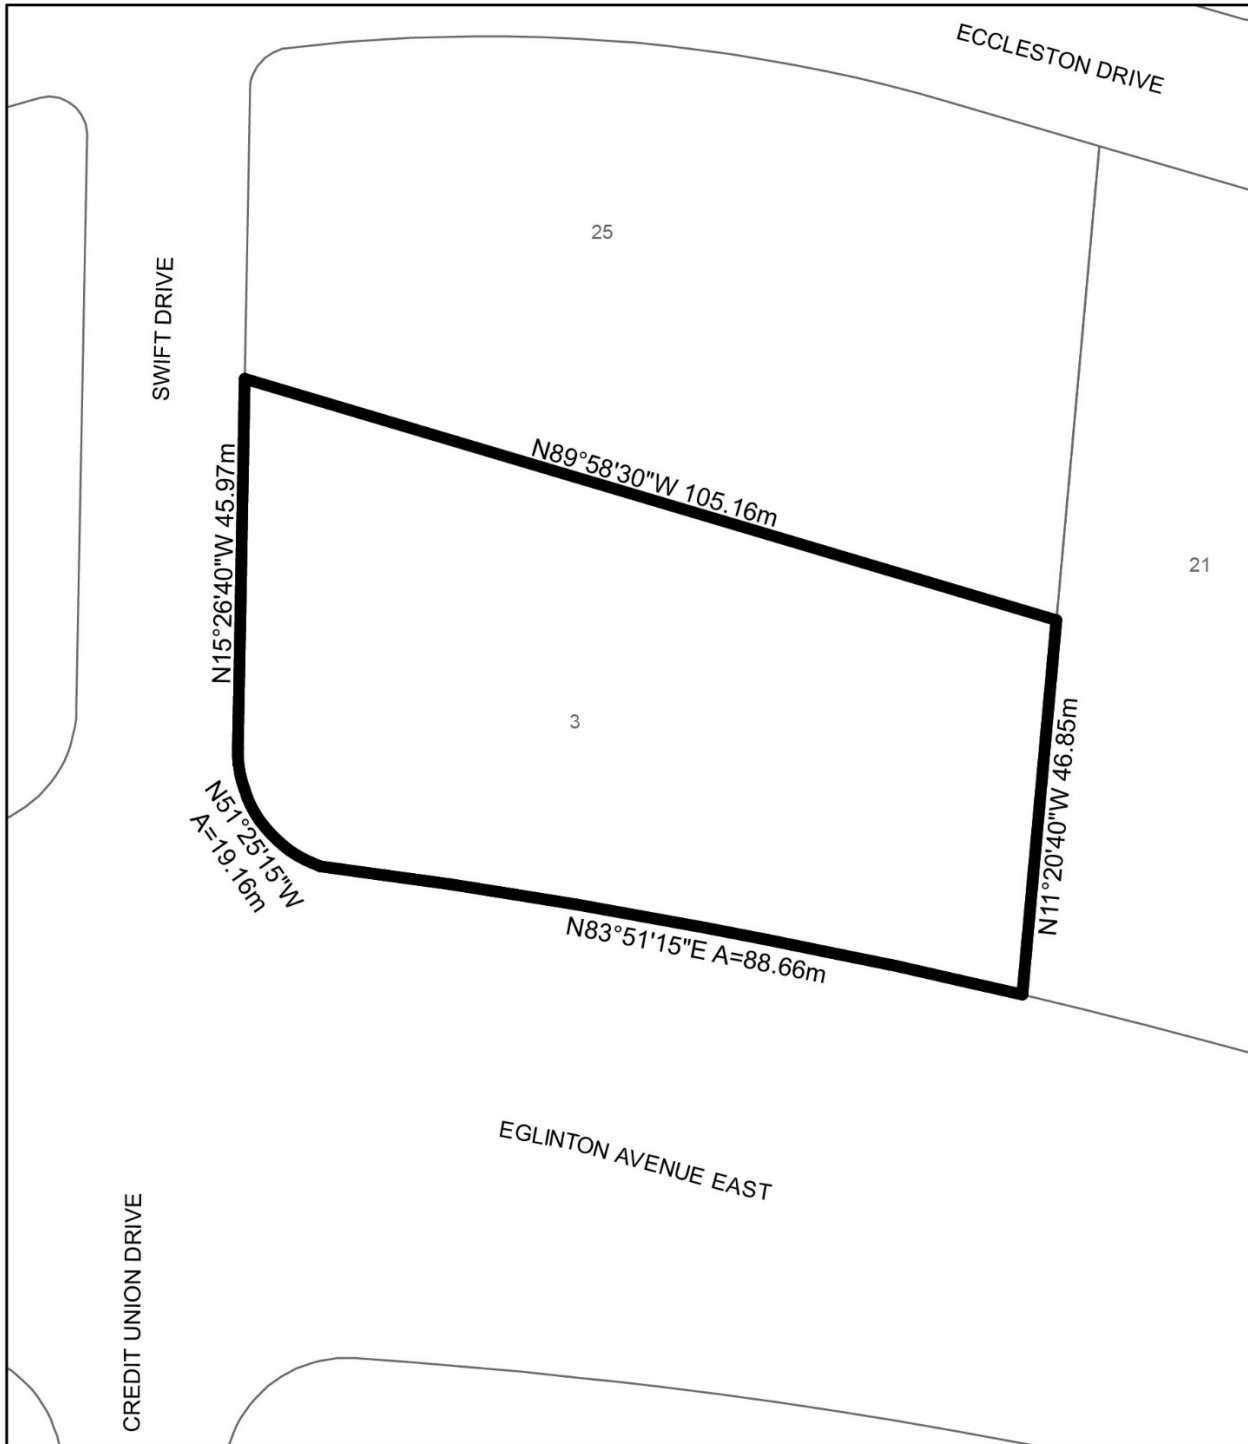 ECCLESTON DRIVE
25
SWIFT DRIVE
N89°58'30"W 105.16m
N15°26'40"W 45.97m
21
3
N11°20'40"W 46.85m
N51°25'15"W
A=19.16m
N83°51'15"E A=88.66m
EGLINTON AVENUE EAST
CREDIT UNION DRIVE